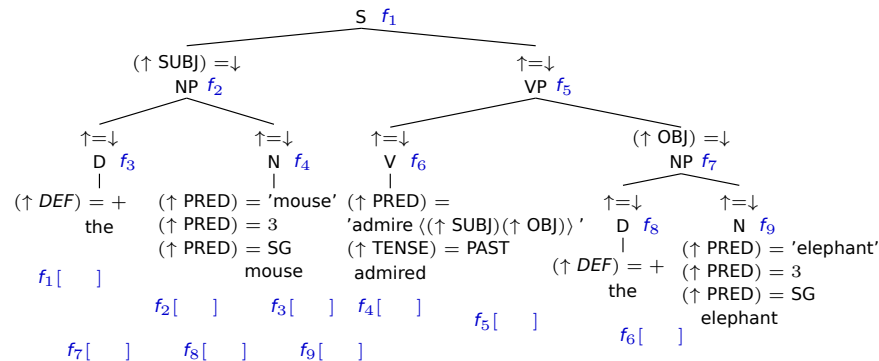 S f1
(↑ SUBJ) =↓ ↑=↓
NP f2 VP f5
↑=↓ ↑=↓ ↑=↓ (↑ OBJ) =↓
D f3 N f4 V f6 NP f7
(↑ DEF) = + (↑ PRED) = 'mouse' (↑ PRED) = ↑=↓ ↑=↓
the (↑ PRED) = 3 'admire ⟨(↑ SUBJ)(↑ OBJ)⟩ ' D f8 N f9
(↑ PRED) = SG (↑ TENSE) = PAST (↑ PRED) = 'elephant'
mouse admired (↑ DEF) = + (↑ PRED) = 3
f1[ ] the (↑ PRED) = SG
f2[ ] f3[ ] f4[ ] elephant
f5[ ] f6[ ]
f7[ ] f8[ ] f9[ ]